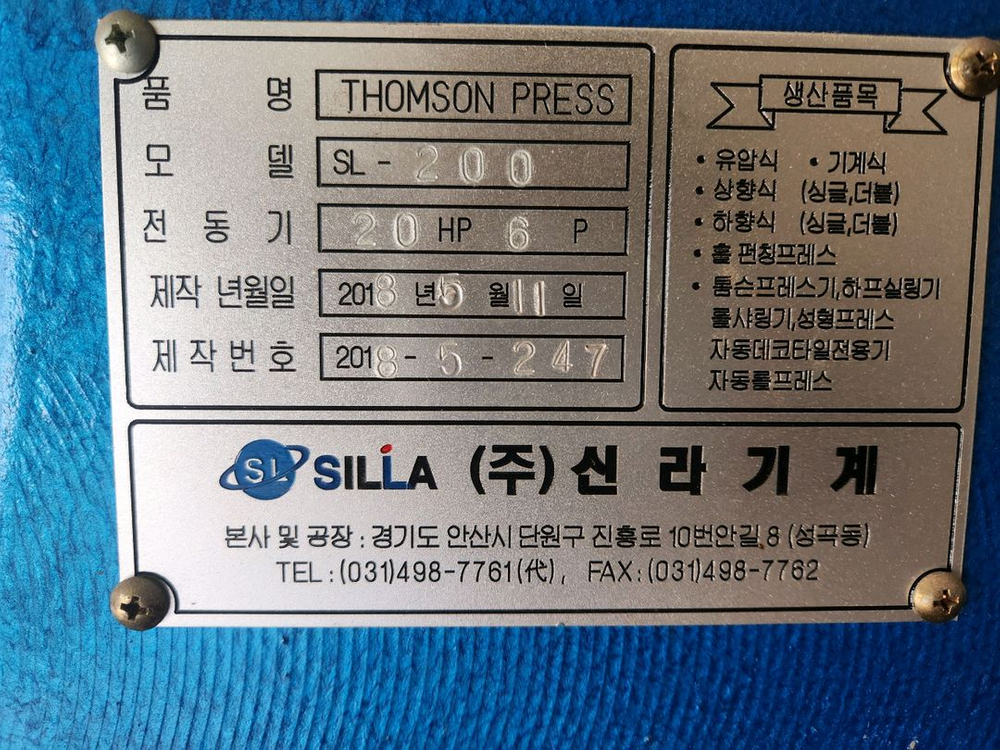 품 명 THOMSON PRESS
모 델 SL - 200
전 동 기 20 HP 6 P
제작 년월일 2018 년 5 월 11 일
제 작 번 호 2018 - 5 - 247
생산품목
• 유압식 • 기계식
• 상향식 (싱글,더블)
• 하향식 (싱글,더블)
• 홀 펀칭프레스
• 톰슨프레스기,하프실링기
롤샤링기,성형프레스
자동데코타일전용기
자동롤프레스
SL SILLA (주) 신 라 기 계
본사 및 공장 : 경기도 안산시 단원구 진흥로 10번안길 8 (성곡동)
TEL : (031)498-7761(代), FAX : (031)498-7762